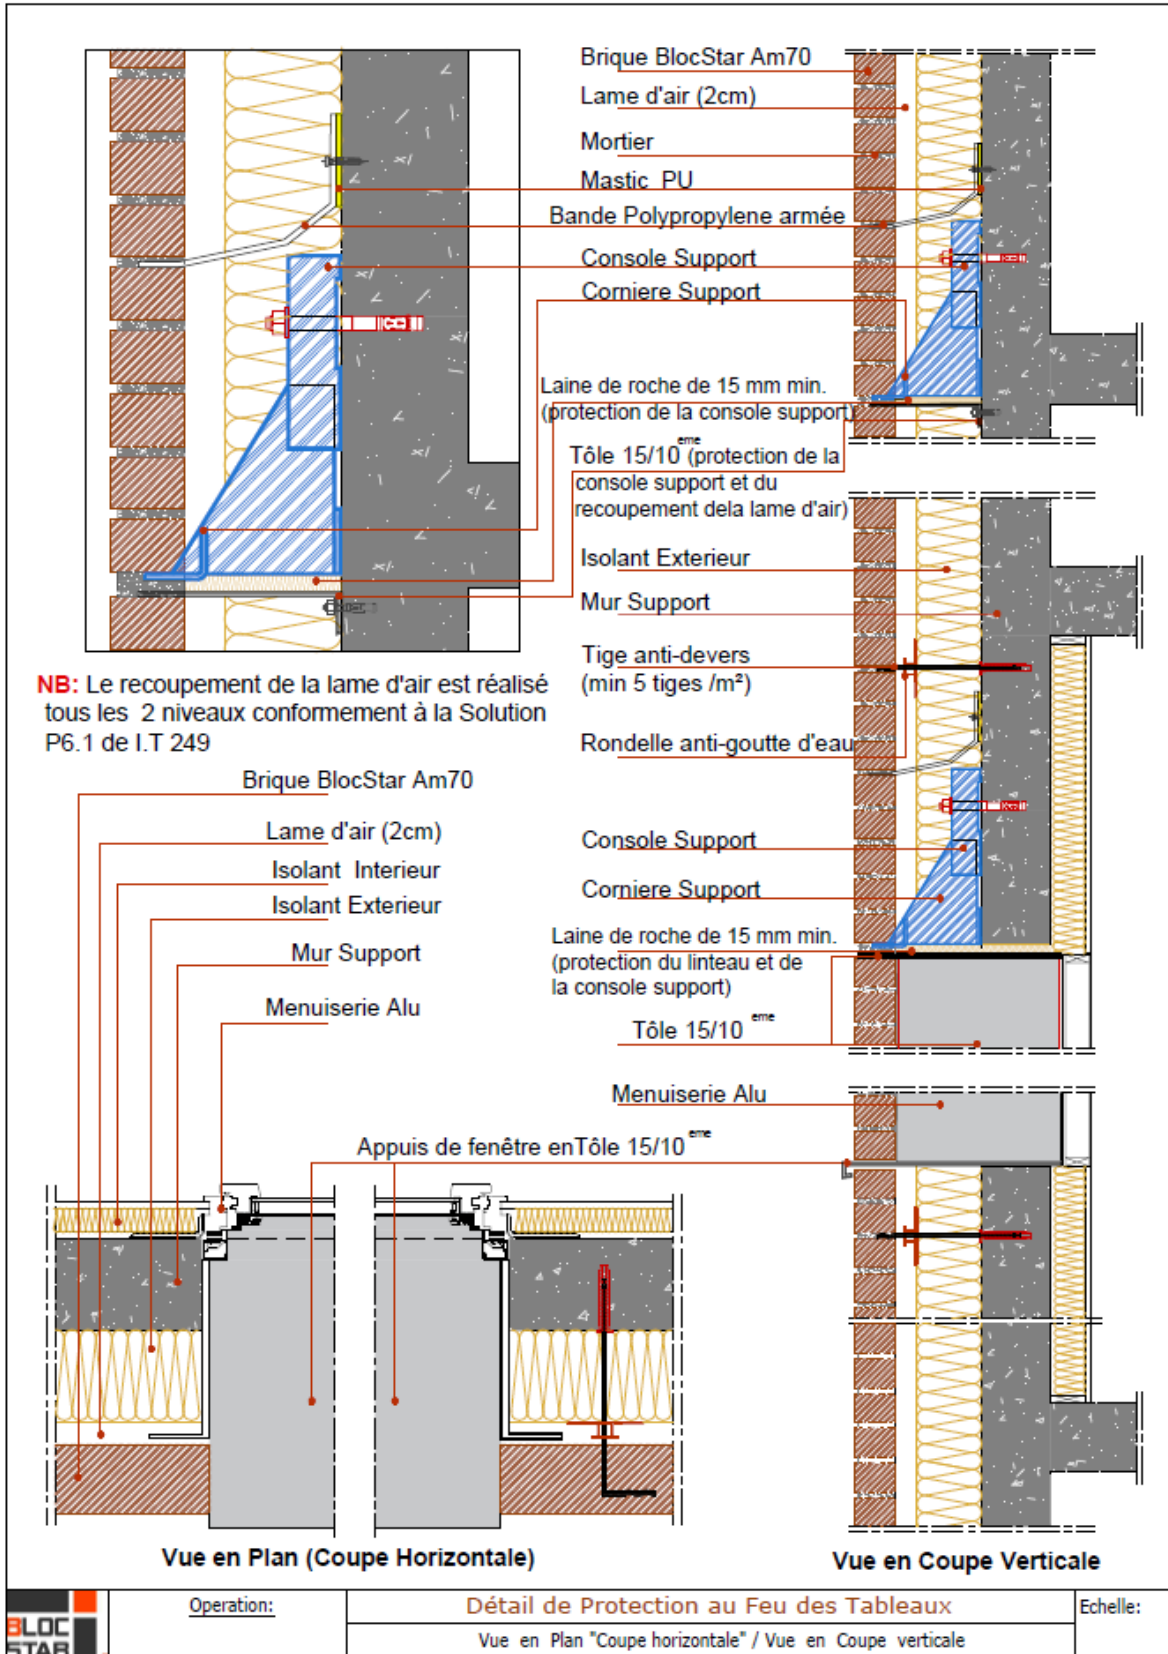 Brique BlocStar Am70
Lame d'air (2cm)
Mortier
Mastic PU
Bande Polypropylene armée
Console Support
Corniere Support
Laine de roche de 15 mm min.
(protection de la console support)
Tôle 15/10 eme (protection de la
console support et du
recoupement dela lame d'air)
Isolant Exterieur
Mur Support
Tige anti-devers
(min 5 tiges /m²)
Rondelle anti-goutte d'eau
Console Support
Corniere Support
Laine de roche de 15 mm min.
(protection du linteau et de
la console support)
Tôle 15/10 eme
Menuiserie Alu
Appuis de fenêtre enTôle 15/10 eme
NB: Le recoupement de la lame d'air est réalisé
tous les 2 niveaux conformement à la Solution
P6.1 de I.T 249
Brique BlocStar Am70
Lame d'air (2cm)
Isolant Interieur
Isolant Exterieur
Mur Support
Menuiserie Alu
Vue en Plan (Coupe Horizontale)
Vue en Coupe Verticale
BLOC
STAR
Operation:
Détail de Protection au Feu des Tableaux
Vue en Plan "Coupe horizontale" / Vue en Coupe verticale
Echelle: